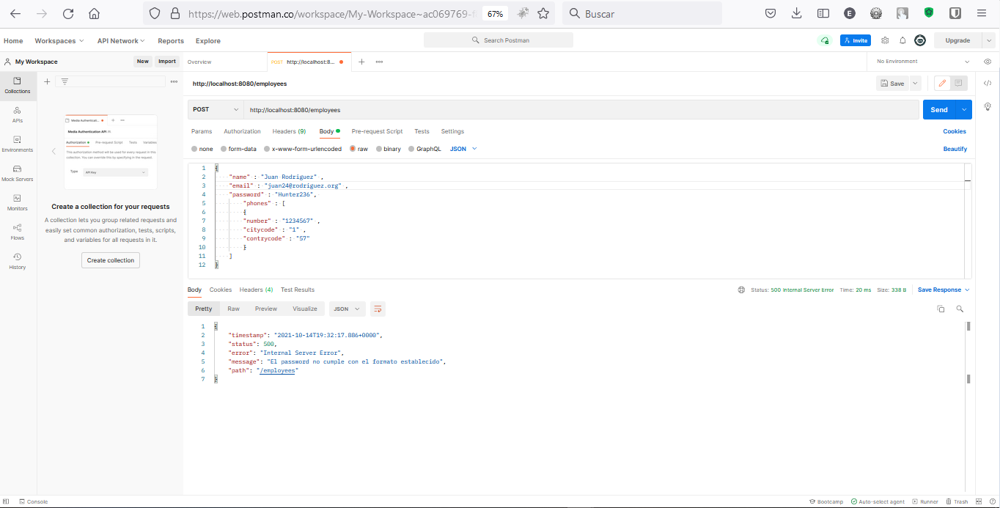 https://web.postman.co/workspace/My-Workspace~ac069769-f
67%
Buscar
E
Home
Workspaces
API Network
Reports
Explore
Search Postman
Invite
Upgrade
My Workspace
New
Import
Overview
POST http://localhost:8...
No Environment
Collections
APIs
Environments
Mock Servers
Monitors
Flows
History
Media Authenticati...
Media Authentication API
Authorization
Pre-request Script
Tests
Variables
This authorization method will be used for every request in this
collection. You can override this by specifying in the request.
Type
API Key
Create a collection for your requests
A collection lets you group related requests and
easily set common authorization, tests, scripts,
and variables for all requests in it.
Create collection
http://localhost:8080/employees
Save
POST
http://localhost:8080/employees
Send
Params
Authorization
Headers (9)
Body
Pre-request Script
Tests
Settings
Cookies
none
form-data
x-www-form-urlencoded
raw
binary
GraphQL
JSON
Beautify
1 {
2 "name" : "Juan Rodriguez" ,
3 "email" : "juan24@rodriguez.org" ,
4 "password" : "Hunter236",
5 "phones" : [
6 {
7 "number" : "1234567" ,
8 "citycode" : "1" ,
9 "contrycode" : "57"
10 }
11 ]
12 }
Body
Cookies
Headers (4)
Test Results
Status: 500 Internal Server Error
Time: 20 ms
Size: 338 B
Save Response
Pretty
Raw
Preview
Visualize
JSON
1 {
2 "timestamp": "2021-10-14T19:32:17.886+0000",
3 "status": 500,
4 "error": "Internal Server Error",
5 "message": "El password no cumple con el formato establecido",
6 "path": "/employees"
7 }
Console
Bootcamp
Auto-select agent
Runner
Trash